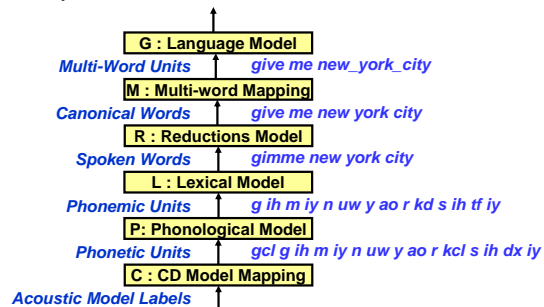 G : Language Model
Multi-Word Units give me new_york_city
M : Multi-word Mapping
Canonical Words give me new york city
R : Reductions Model
Spoken Words gimme new york city
L : Lexical Model
Phonemic Units g ih m iy n uw y ao r kd s ih tf iy
P: Phonological Model
Phonetic Units gcl g ih m iy n uw y ao r kcl s ih dx iy
C : CD Model Mapping
Acoustic Model Labels